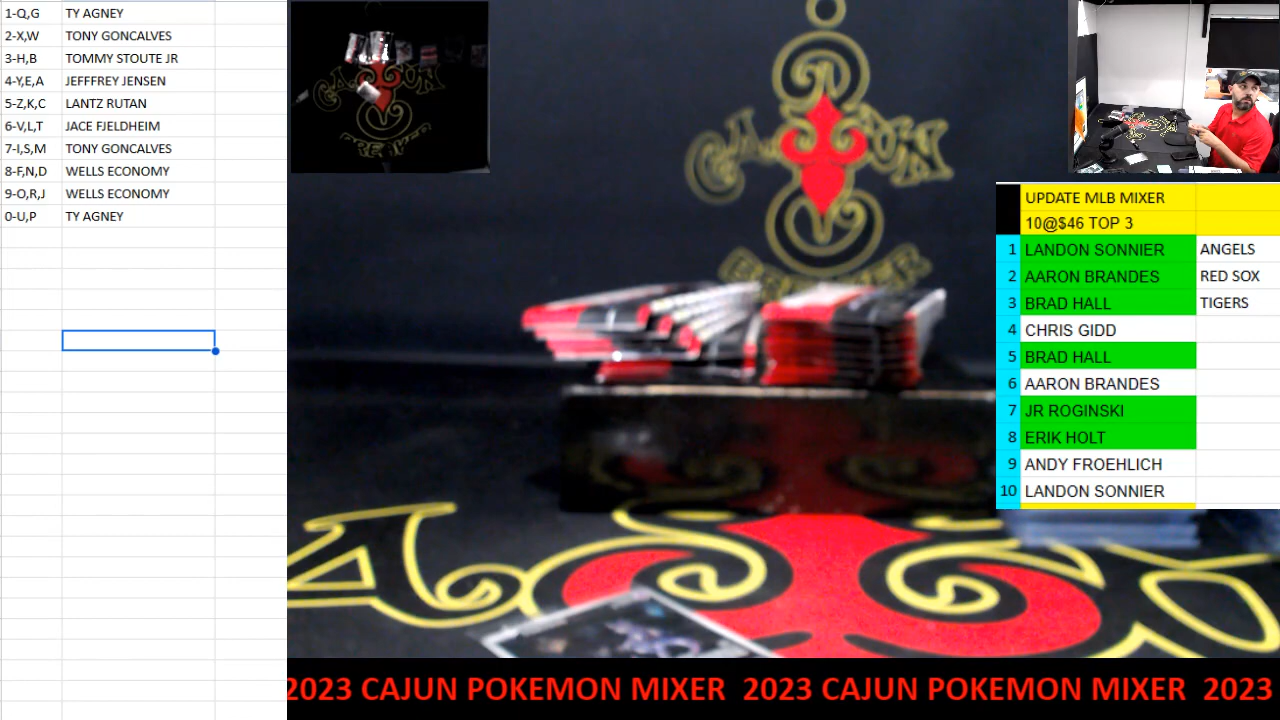 1-Q,G TY AGNEY
2-X,W TONY GONCALVES
3-H,B TOMMY STOUTE JR
4-Y,E,A JEFFFREY JENSEN
5-Z,K,C LANTZ RUTAN
6-V,L,T JACE FJELDHEIM
7-I,S,M TONY GONCALVES
8-F,N,D WELLS ECONOMY
9-O,R,J WELLS ECONOMY
0-U,P TY AGNEY
CAJUN
BREAKER
CAJUN
BREAKER
UPDATE MLB MIXER
10@$46 TOP 3
1 LANDON SONNIER ANGELS
2 AARON BRANDES RED SOX
3 BRAD HALL TIGERS
4 CHRIS GIDD
5 BRAD HALL
6 AARON BRANDES
7 JR ROGINSKI
8 ERIK HOLT
9 ANDY FROEHLICH
10 LANDON SONNIER
2023 CAJUN POKEMON MIXER 2023 CAJUN POKEMON MIXER 2023